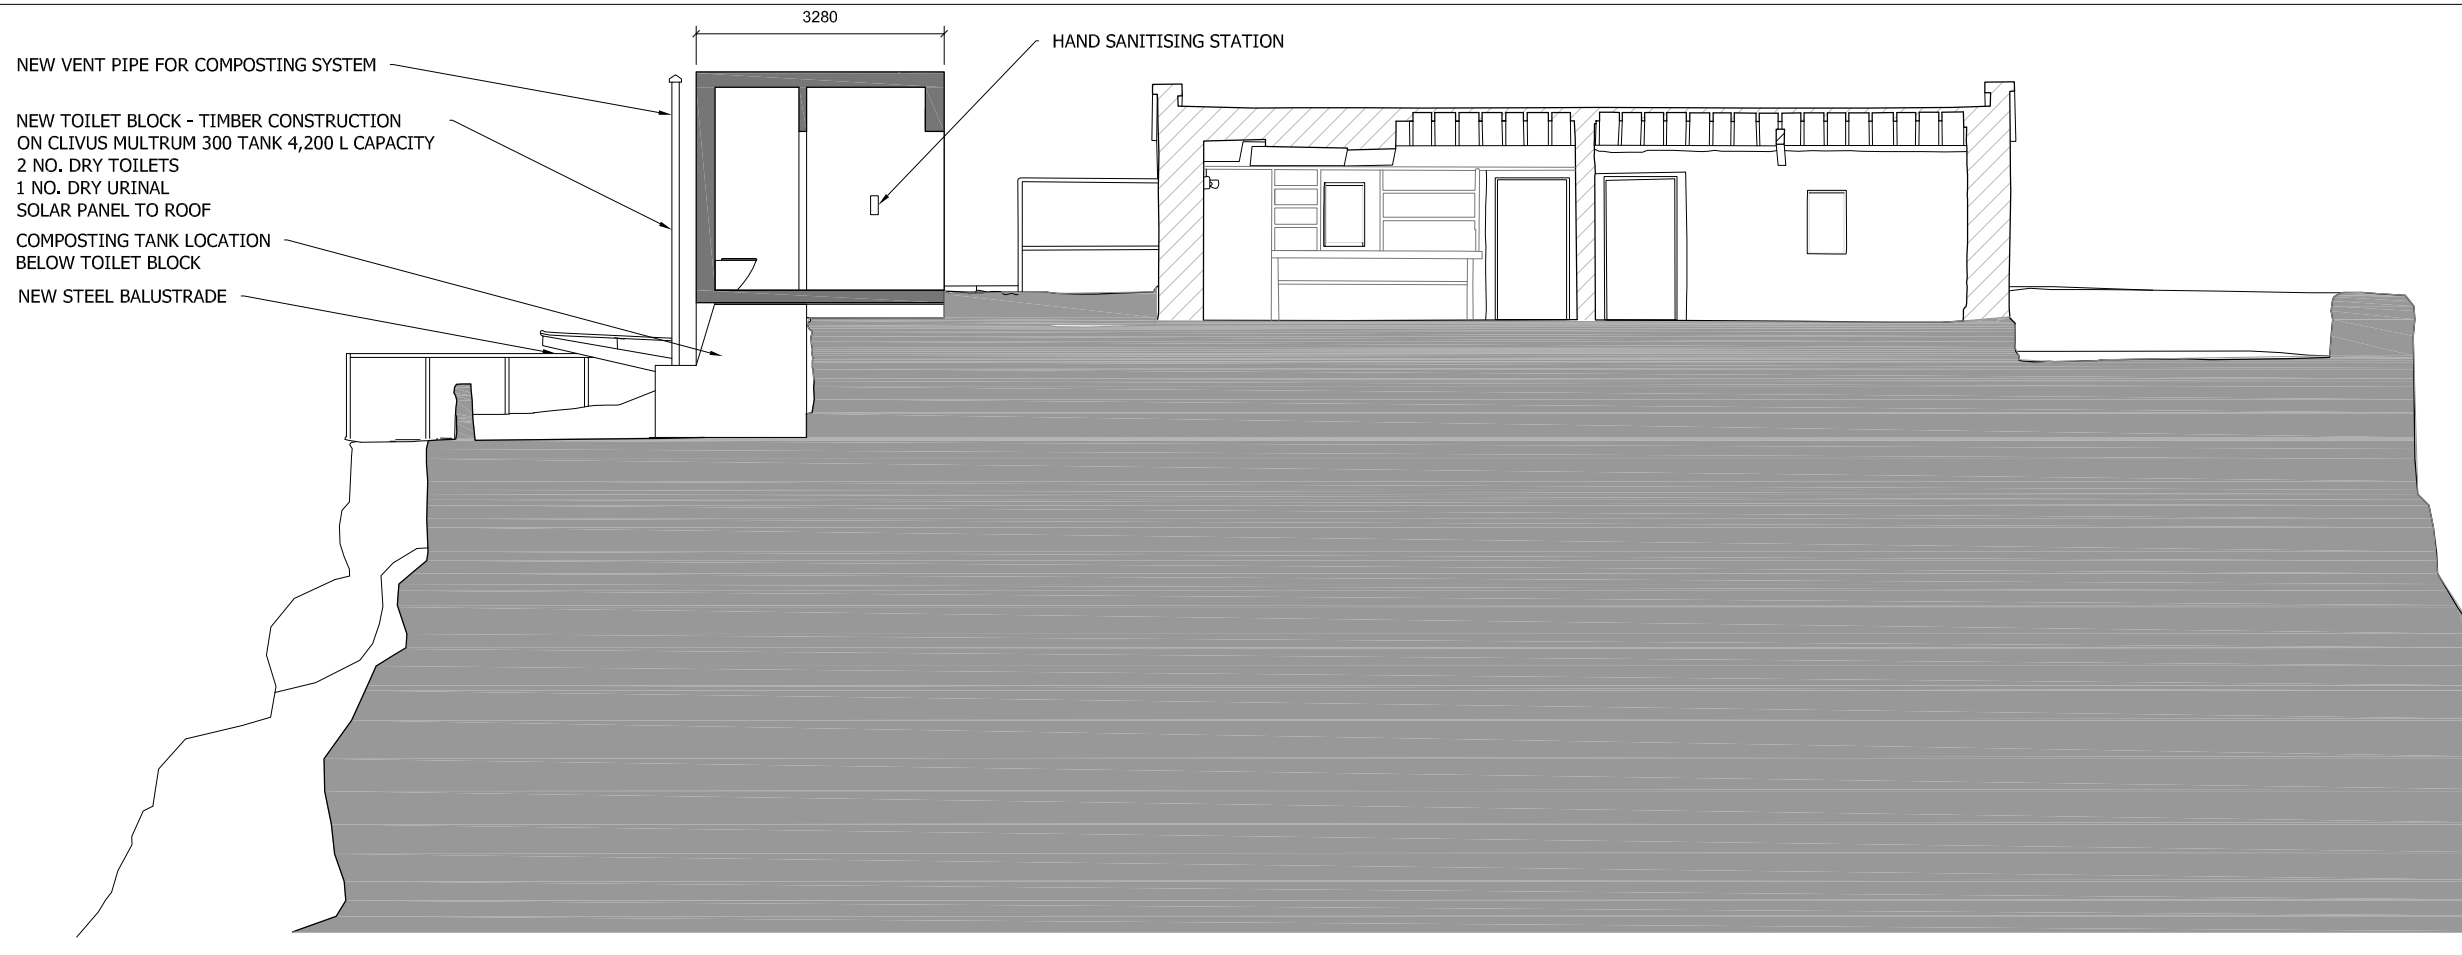 3280
HAND SANITISING STATION
NEW VENT PIPE FOR COMPOSTING SYSTEM
NEW TOILET BLOCK - TIMBER CONSTRUCTION
ON CLIVUS MULTRUM 300 TANK 4,200 L CAPACITY
2 NO. DRY TOILETS
1 NO. DRY URINAL
SOLAR PANEL TO ROOF
COMPOSTING TANK LOCATION
BELOW TOILET BLOCK
NEW STEEL BALUSTRADE